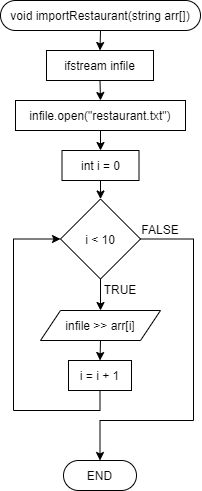 void importRestaurant(string arr[])
ifstream infile
infile.open("restaurant.txt")
int i = 0
i < 10
FALSE
TRUE
infile >> arr[i]
i = i + 1
END